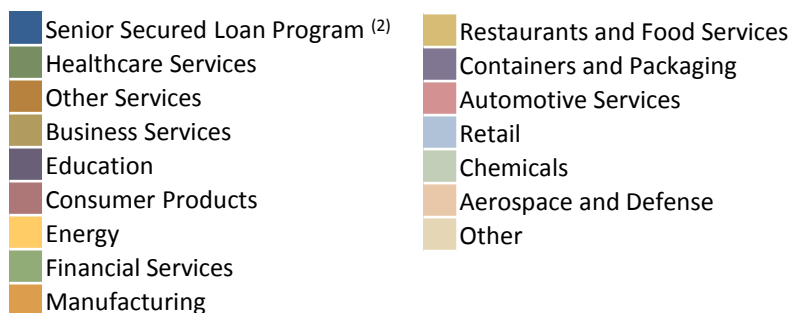 Senior Secured Loan Program (2)
Healthcare Services
Other Services
Business Services
Education
Consumer Products
Energy
Financial Services
Manufacturing
Restaurants and Food Services
Containers and Packaging
Automotive Services
Retail
Chemicals
Aerospace and Defense
Other